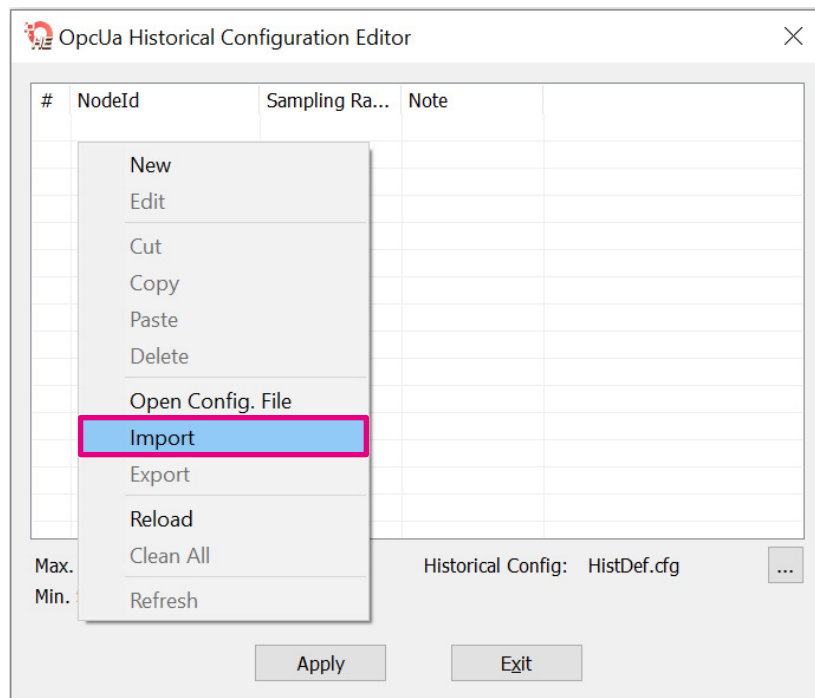 OpcUa Historical Configuration Editor
# NodeId Sampling Ra... Note
New
Edit
Cut
Copy
Paste
Delete
Open Config. File
Import
Export
Reload
Clean All
Refresh
Max.
Min.
Historical Config: HistDef.cfg ...
Apply Exit